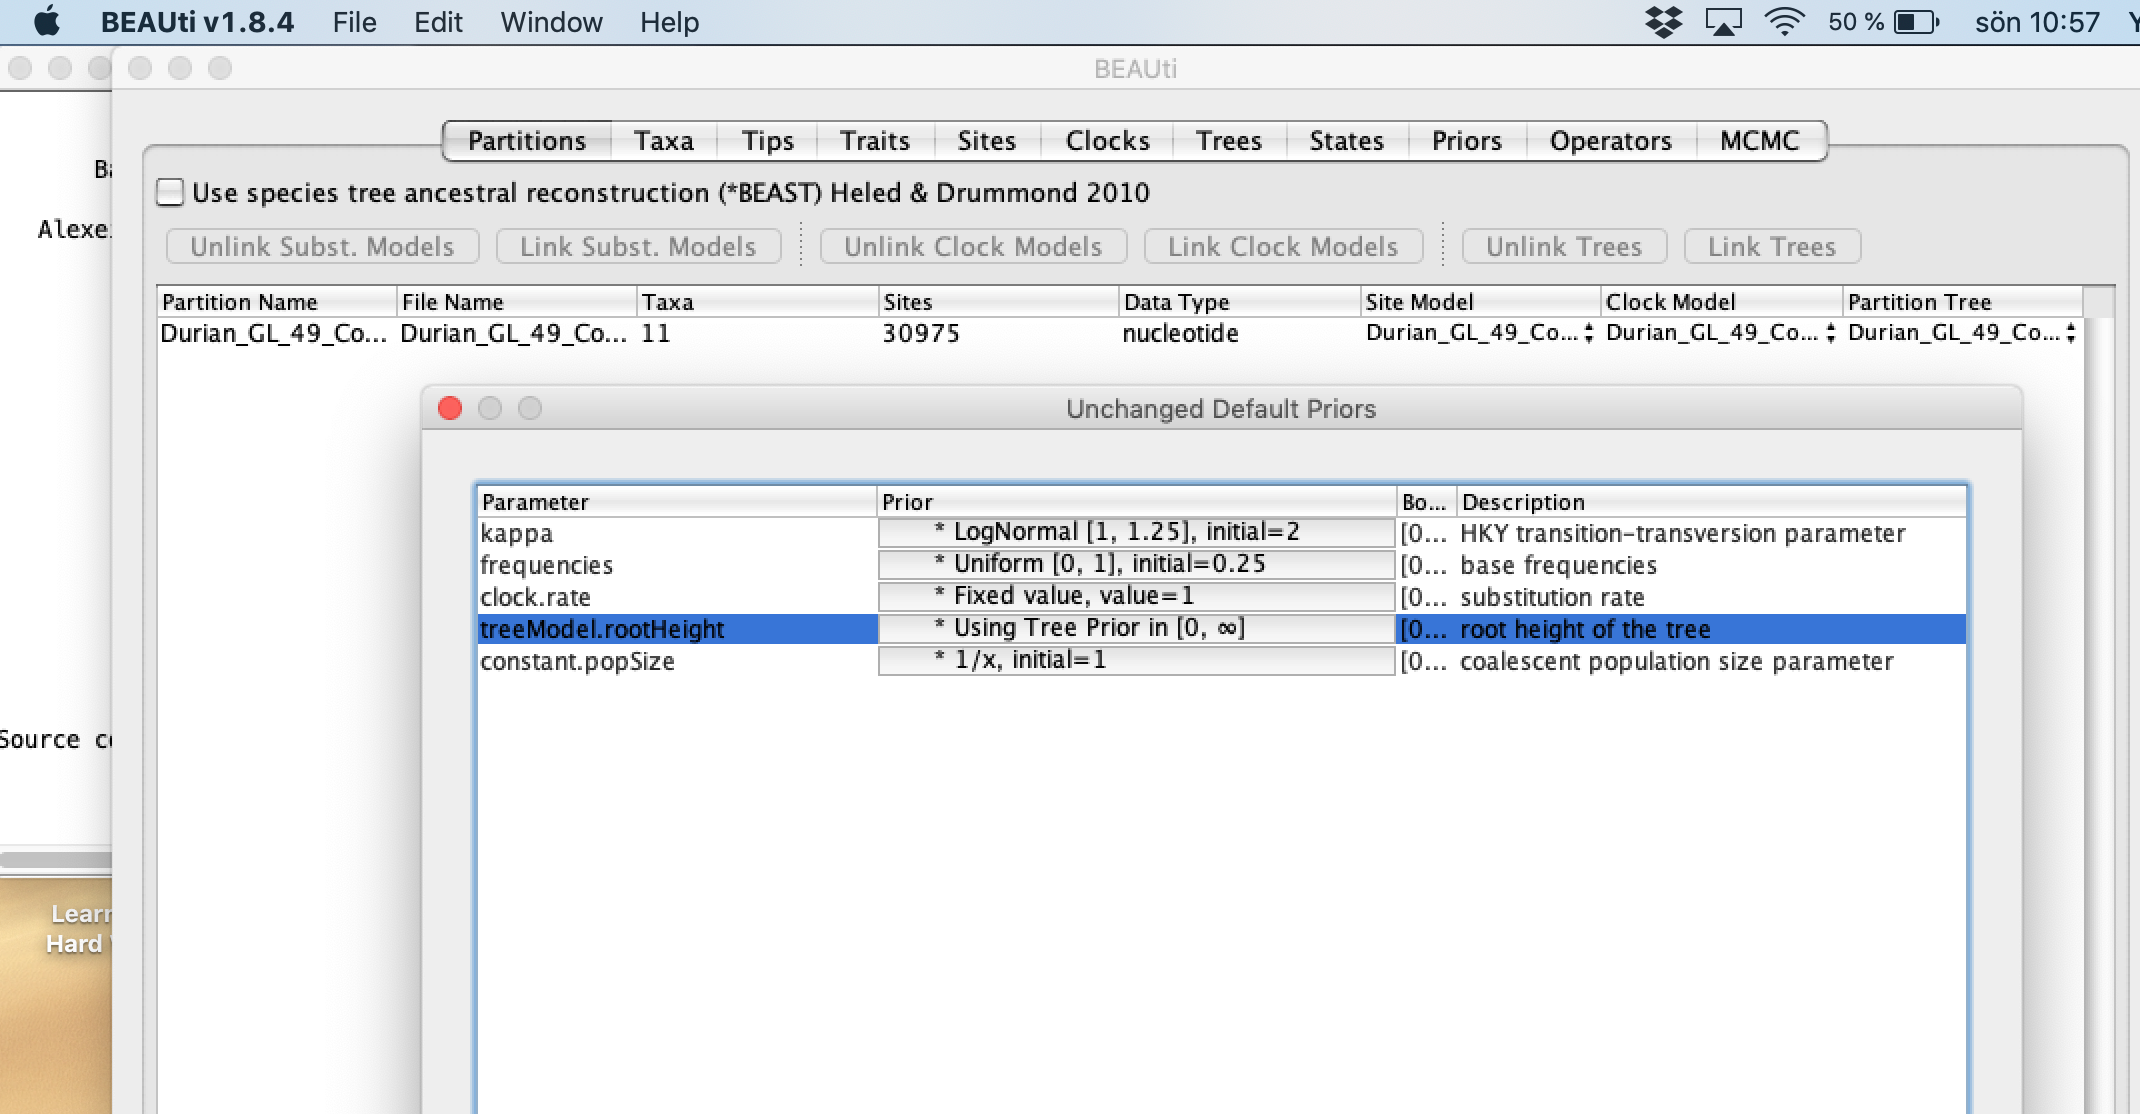 BEAUti v1.8.4 File Edit Window Help 50 % sön 10:57
BEAUti
Partitions Taxa Tips Traits Sites Clocks Trees States Priors Operators MCMC
Use species tree ancestral reconstruction (*BEAST) Heled & Drummond 2010
Unlink Subst. Models Link Subst. Models Unlink Clock Models Link Clock Models Unlink Trees Link Trees
Partition Name File Name Taxa Sites Data Type Site Model Clock Model Partition Tree
Durian_GL_49_Co... Durian_GL_49_Co... 11 30975 nucleotide Durian_GL_49_Co... Durian_GL_49_Co... Durian_GL_49_Co...
Unchanged Default Priors
Parameter Prior Bo... Description
kappa * LogNormal [1, 1.25], initial=2 [0... HKY transition-transversion parameter
frequencies * Uniform [0, 1], initial=0.25 [0... base frequencies
clock.rate * Fixed value, value=1 [0... substitution rate
treeModel.rootHeight * Using Tree Prior in [0, ∞] [0... root height of the tree
constant.popSize * 1/x, initial=1 [0... coalescent population size parameter
Source
Hard